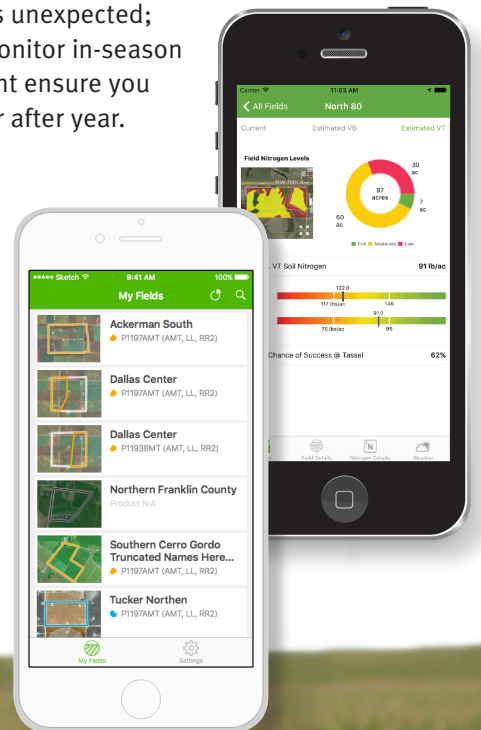 s unexpected;
onitor in-season
nt ensure you
r after year.
Carrier 11:03 AM
All Fields North 80
Current Estimated V6 Estimated VT
Field Nitrogen Levels
NW 70th Ave
97
acres
30
ac
7
ac
60
ac
Full Moderate Low
VT Soil Nitrogen 91 lb/ac
122.0
117 lbs/ac 146
91.0
76 lbs/ac 95
Chance of Success @ Tassel 62%
Field Details Nitrogen Details Weather
Sketch 9:41 AM 100%
My Fields
Ackerman South
P1197AMT (AMT, LL, RR2)
Dallas Center
P1197AMT (AMT, LL, RR2)
Dallas Center
P11938MT (AMT, LL, RR2)
Northern Franklin County
Product N/A
Southern Cerro Gordo
Truncated Names Here...
P1197AMT (AMT, LL, RR2)
Tucker Northen
P1197AMT (AMT, LL, RR2)
My Fields Settings